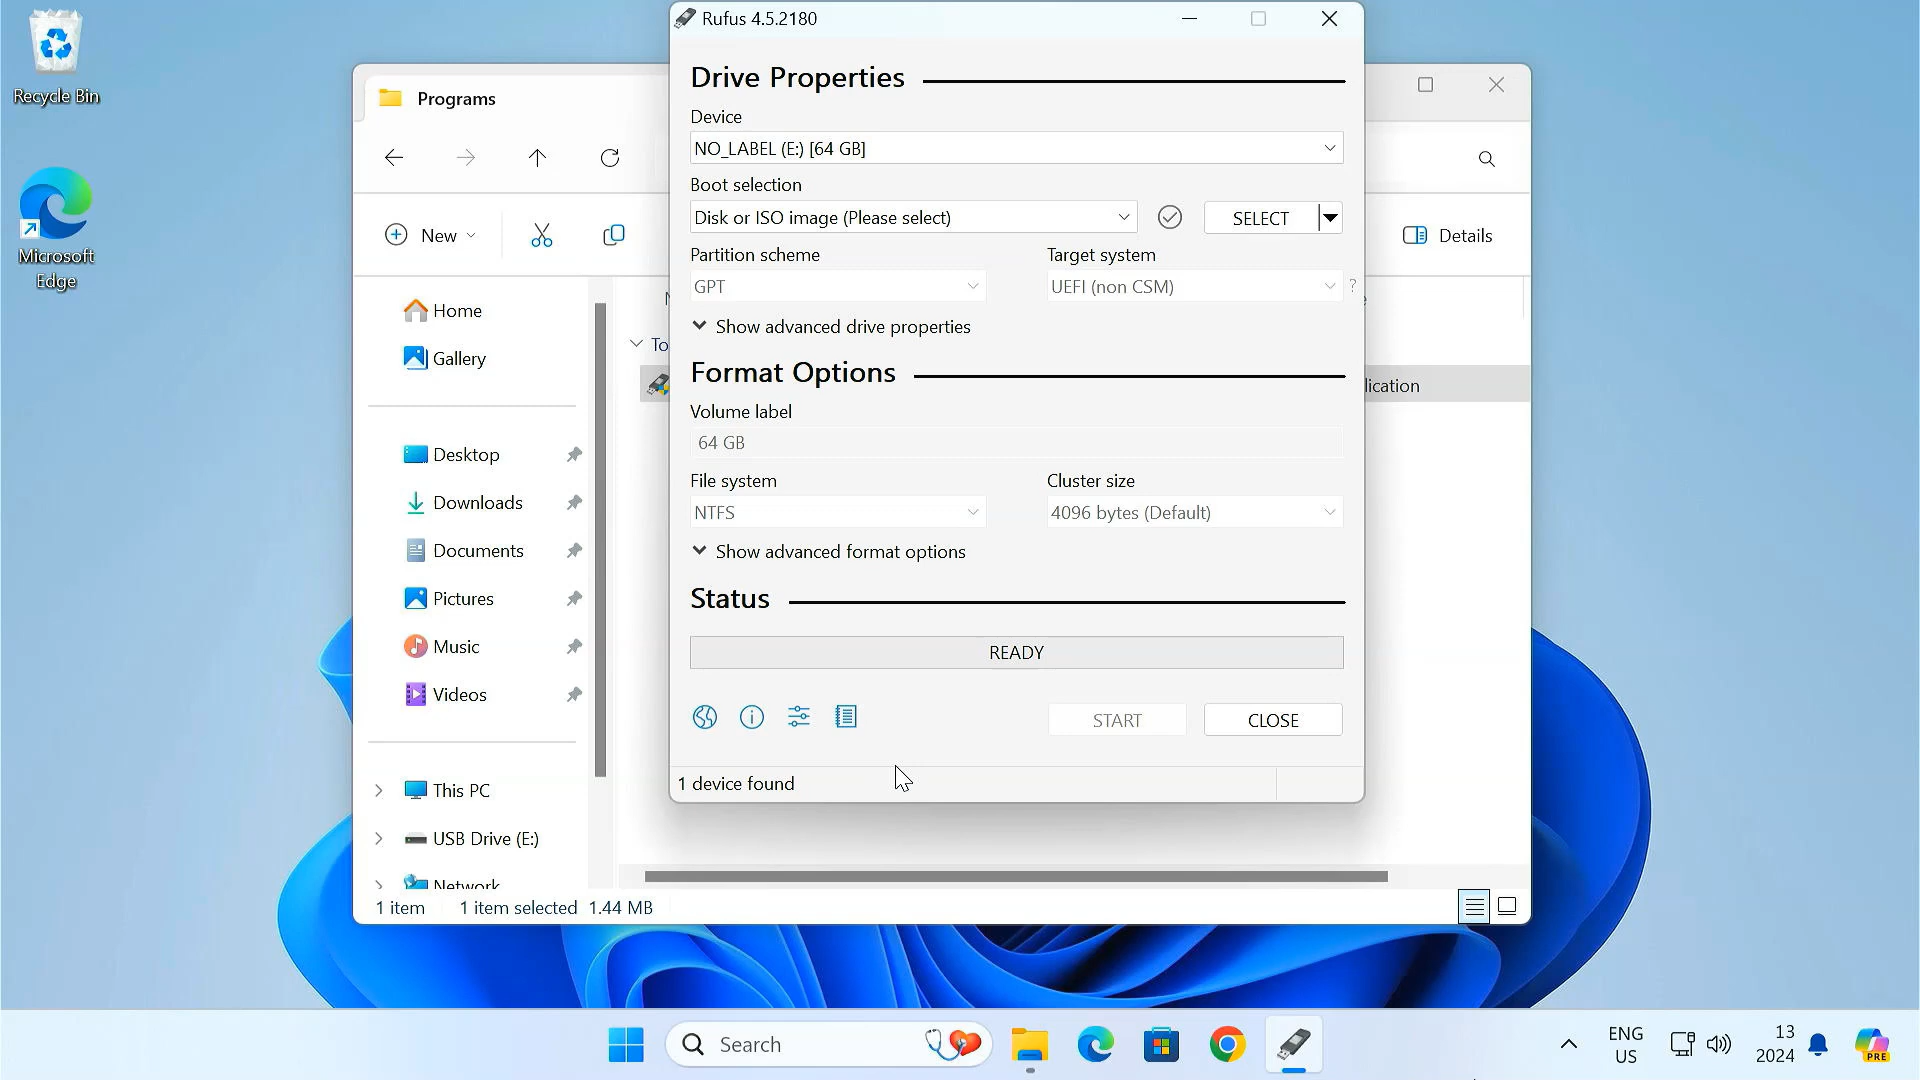 Recycle Bin
Microsoft
Edge
Programs
New
Details
Home
Gallery
Desktop
Downloads
Documents
Pictures
Music
Videos
This PC
USB Drive (E:)
Network
To
lication
1 item
1 item selected 1.44 MB
Rufus 4.5.2180
Drive Properties
Device
NO_LABEL (E:) [64 GB]
Boot selection
Disk or ISO image (Please select)
SELECT
Partition scheme
Target system
GPT
UEFI (non CSM)
?
Show advanced drive properties
Format Options
Volume label
64 GB
File system
Cluster size
NTFS
4096 bytes (Default)
Show advanced format options
Status
READY
START
CLOSE
1 device found
Search
ENG
US
13
2024
PRE